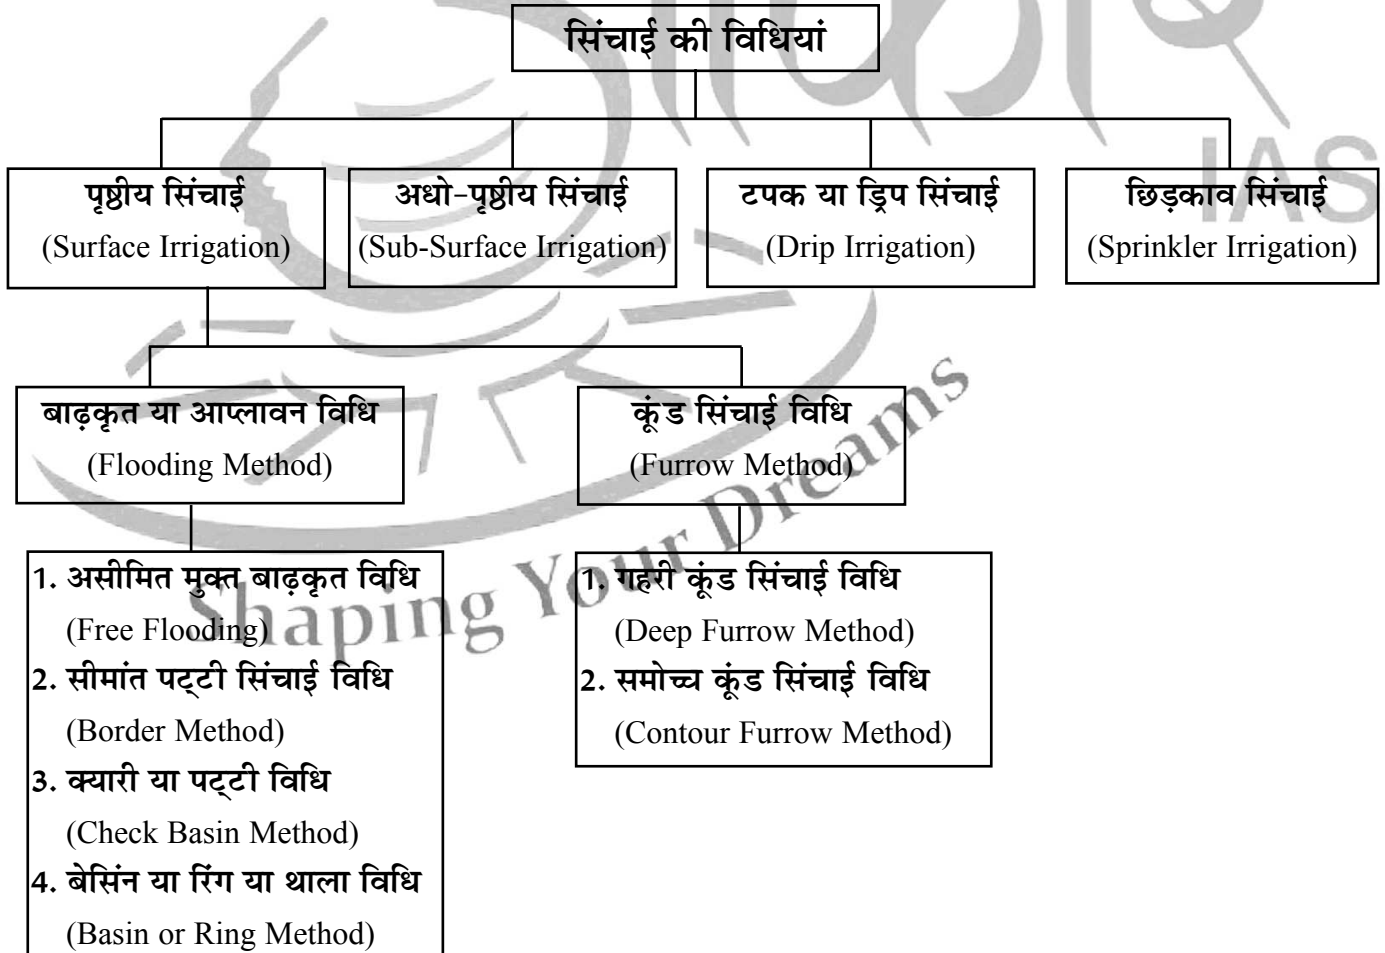 सिंचाई की विधियां
पृष्ठीय सिंचाई
(Surface Irrigation)
अधो-पृष्ठीय सिंचाई
(Sub-Surface Irrigation)
टपक या ड्रिप सिंचाई
(Drip Irrigation)
छिड़काव सिंचाई
(Sprinkler Irrigation)
IAS
बाढ़कृत या आप्लावन विधि
(Flooding Method)
कूंड सिंचाई विधि
(Furrow Method)
1. असीमित मुक्त बाढ़कृत विधि
(Free Flooding)
2. सीमांत पट्टी सिंचाई विधि
(Border Method)
3. क्यारी या पट्टी विधि
(Check Basin Method)
4. बेसिंन या रिंग या थाला विधि
(Basin or Ring Method)
1. गहरी कूंड सिंचाई विधि
(Deep Furrow Method)
2. समोच्च कूंड सिंचाई विधि
(Contour Furrow Method)
Shaping Your Dreams